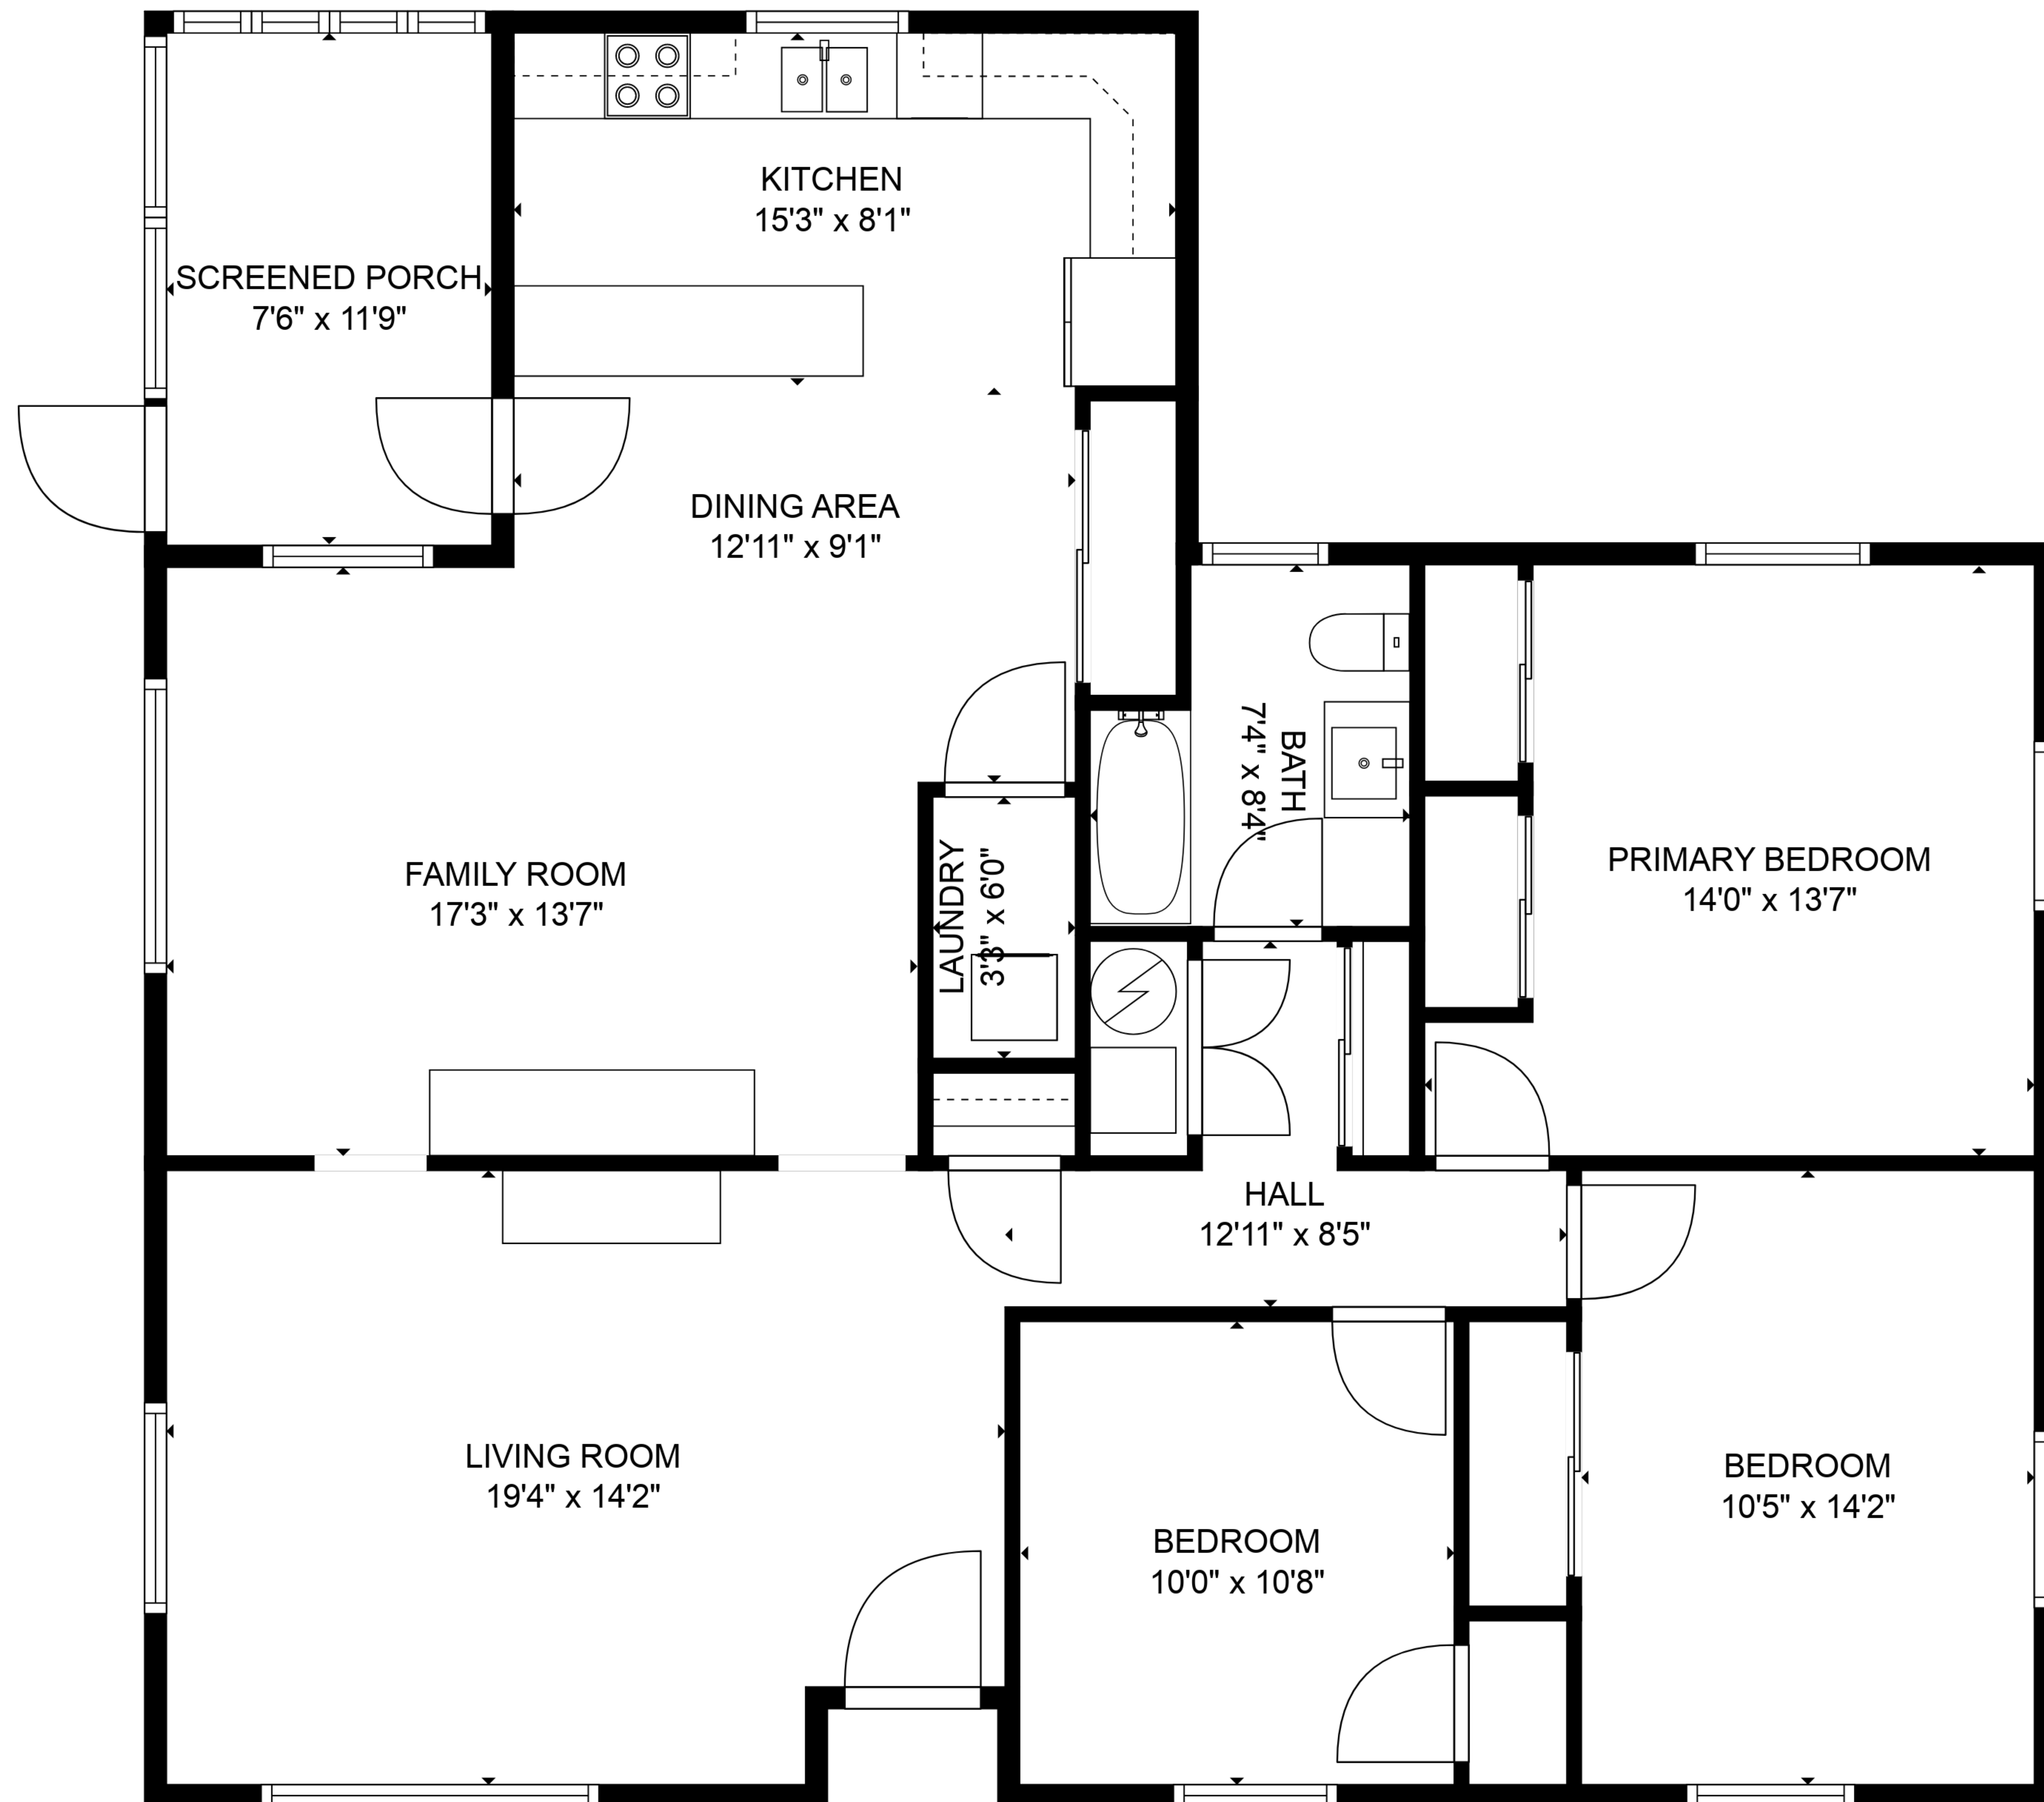 KITCHEN
15'3" x 8'1"
SCREENED PORCH
7'6" x 11'9"
DINING AREA
12'11" x 9'1"
BATH
7'4" x 8'4"
FAMILY ROOM
17'3" x 13'7"
LAUNDRY
3'3" x 6'0"
PRIMARY BEDROOM
14'0" x 13'7"
HALL
12'11" x 8'5"
LIVING ROOM
19'4" x 14'2"
BEDROOM
10'0" x 10'8"
BEDROOM
10'5" x 14'2"